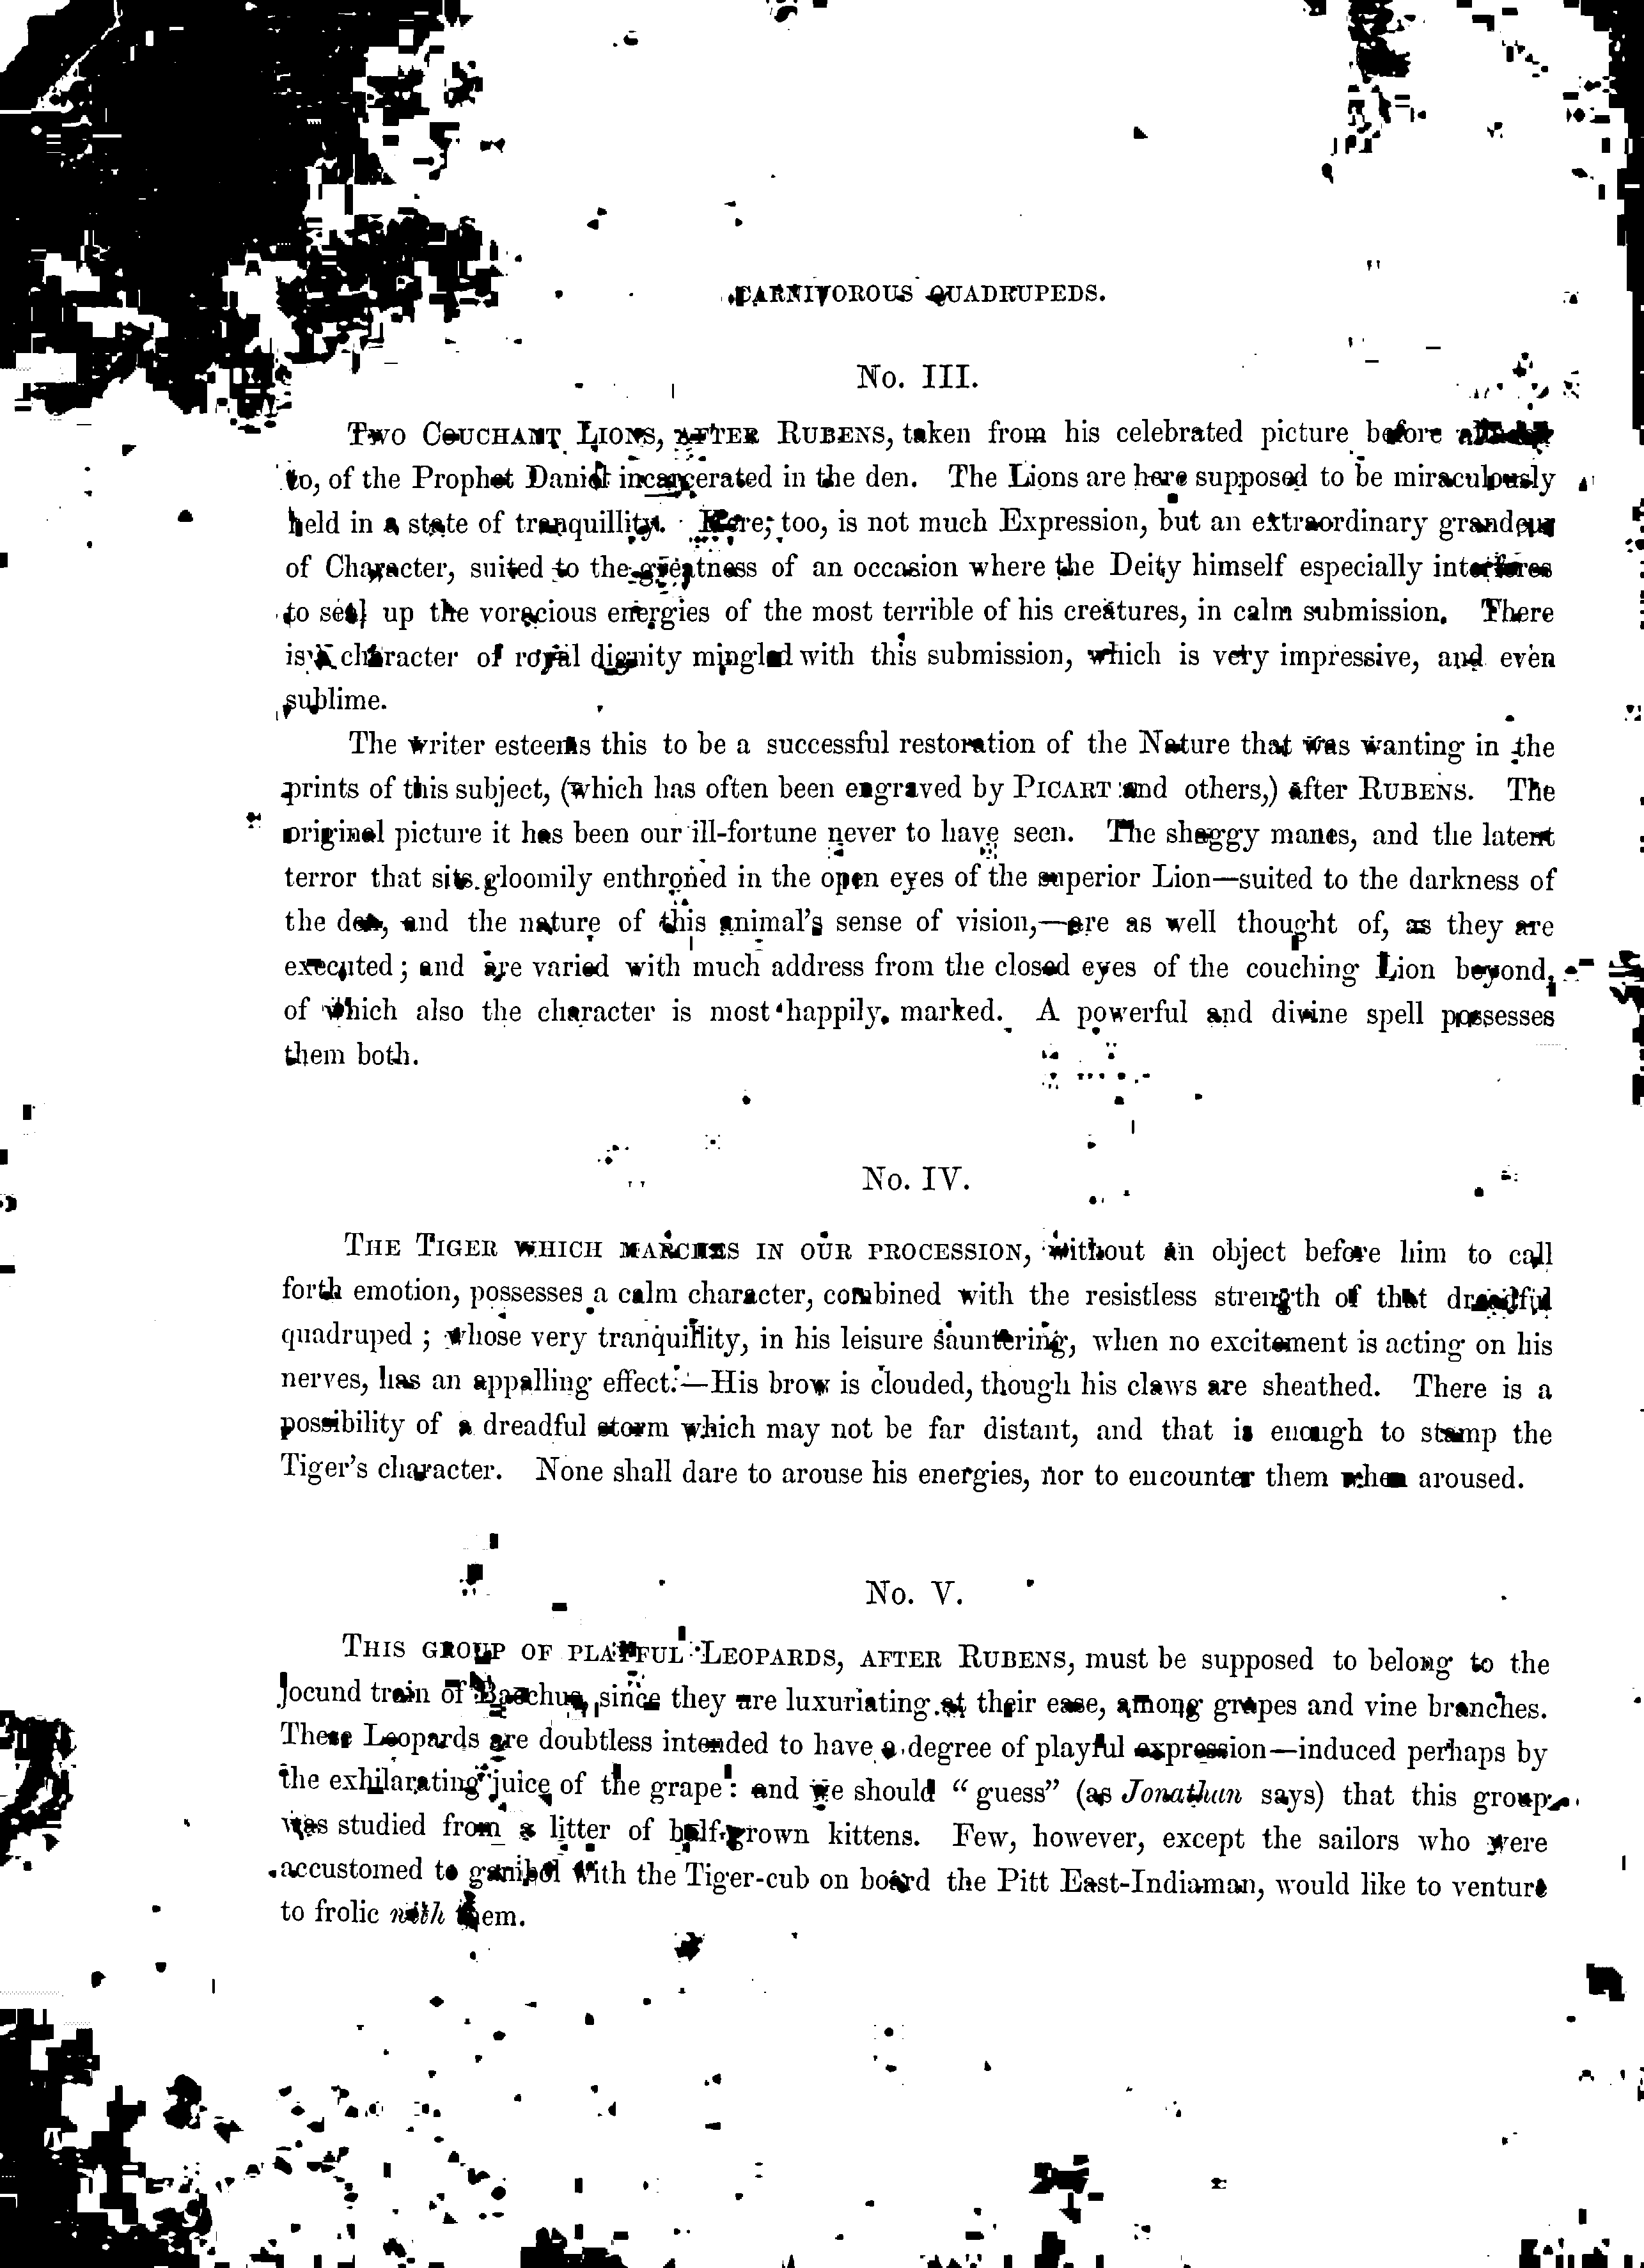 CARNIVOROUS QUADRUPEDS.
No. III.
Two Couchant Lions, after Rubens, taken from his celebrated picture before
to, of the Prophet Daniel incarcerated in the den. The Lions are here supposed to be miraculously
held in a state of tranquillity. Here, too, is not much Expression, but an extraordinary grandeur
of Character, suited to the greatness of an occasion where the Deity himself especially interferes
to seal up the voracious energies of the most terrible of his creatures, in calm submission. There
is a character of royal dignity mingled with this submission, which is very impressive, and even
sublime.
The writer esteems this to be a successful restoration of the Nature that was wanting in the
prints of this subject, (which has often been engraved by Picart and others,) after Rubens. The
original picture it has been our ill-fortune never to have seen. The shaggy manes, and the latent
terror that sits gloomily enthroned in the open eyes of the superior Lion—suited to the darkness of
the den, and the nature of this animal's sense of vision,—are as well thought of, as they are
executed; and are varied with much address from the closed eyes of the couching Lion beyond,
of which also the character is most happily marked. A powerful and divine spell possesses
them both.
No. IV.
The Tiger which marches in our procession, without an object before him to call
forth emotion, possesses a calm character, combined with the resistless strength of that dreadful
quadruped; whose very tranquillity, in his leisure sauntering, when no excitement is acting on his
nerves, has an appalling effect.—His brow is clouded, though his claws are sheathed. There is a
possibility of a dreadful storm which may not be far distant, and that is enough to stamp the
Tiger's character. None shall dare to arouse his energies, nor to encounter them when aroused.
No. V.
This group of playful Leopards, after Rubens, must be supposed to belong to the
Jocund train of Bacchus, since they are luxuriating at their ease, among grapes and vine branches.
These Leopards are doubtless intended to have a degree of playful expression—induced perhaps by
the exhilarating juice of the grape: and we should "guess" (as Jonathan says) that this group
was studied from a litter of half-grown kittens. Few, however, except the sailors who were
accustomed to gambol with the Tiger-cub on board the Pitt East-Indiaman, would like to venture
to frolic with them.